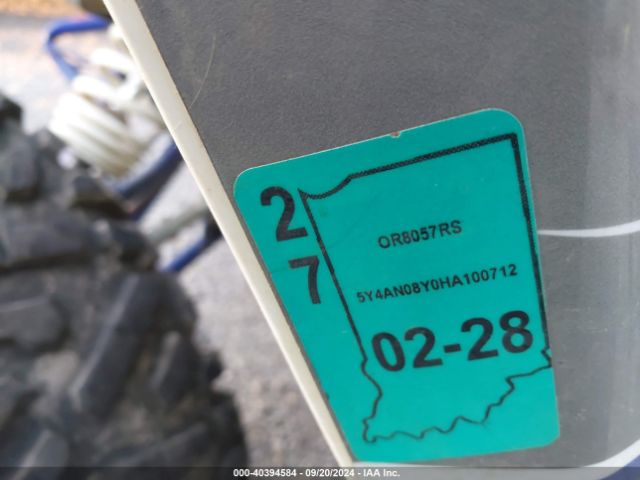 2
7
OR8057RS
5Y4AN08Y0HA100712
02-28
000-40394584 - 09/20/2024 - IAA Inc.